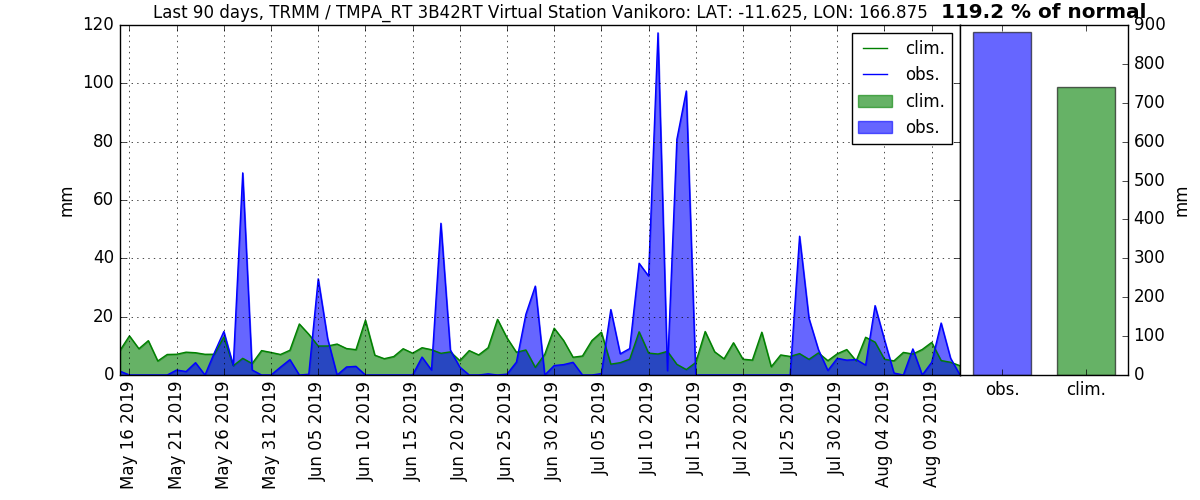 Last 90 days, TRMM / TMPA_RT 3B42RT Virtual Station Vanikoro: LAT: -11.625, LON: 166.875 119.2 % of normal
120
100
80
60
40
20
0
mm
clim.
obs.
clim.
obs.
May 16 2019
May 21 2019
May 26 2019
May 31 2019
Jun 05 2019
Jun 10 2019
Jun 15 2019
Jun 20 2019
Jun 25 2019
Jun 30 2019
Jul 05 2019
Jul 10 2019
Jul 15 2019
Jul 20 2019
Jul 25 2019
Jul 30 2019
Aug 04 2019
Aug 09 2019
900
800
700
600
500
400
300
200
100
0
mm
obs.
clim.